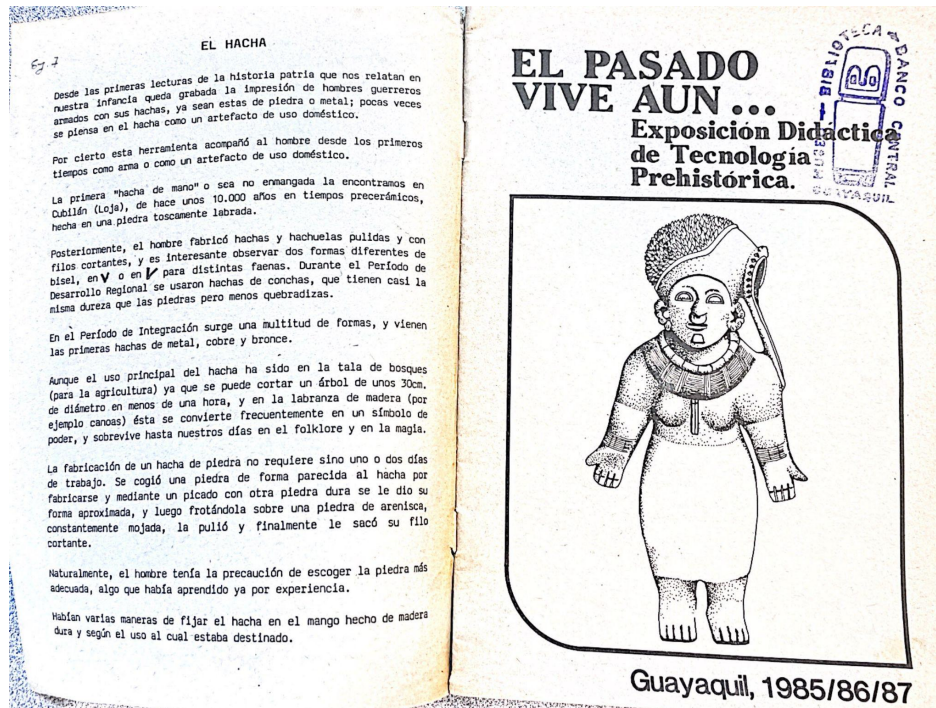 EL HACHA
Ej. 7
Desde las primeras lecturas de la historia patria que nos relatan en
nuestra infancia queda grabada la impresión de hombres guerreros
armados con sus hachas, ya sean estas de piedra o metal; pocas veces
se piensa en el hacha como un artefacto de uso doméstico.
Por cierto esta herramienta acompañó al hombre desde los primeros
tiempos como arma o como un artefacto de uso doméstico.
La primera "hacha de mano" o sea no enmangada la encontramos en
Cubilán (Loja), de hace unos 10.000 años en tiempos precerámicos,
hecha en una piedra toscamente labrada.
Posteriormente, el hombre fabricó hachas y hachuelas pulidas y con
filos cortantes, y es interesante observar dos formas diferentes de
bisel, en V o en V para distintas faenas. Durante el Período de
Desarrollo Regional se usaron hachas de conchas, que tienen casi la
misma dureza que las piedras pero menos quebradizas.
En el Período de Integración surge una multitud de formas, y vienen
las primeras hachas de metal, cobre y bronce.
Aunque el uso principal del hacha ha sido en la tala de bosques
(para la agricultura) ya que se puede cortar un árbol de unos 30cm.
de diámetro en menos de una hora, y en la labranza de madera (por
ejemplo canoas) ésta se convierte frecuentemente en un símbolo de
poder, y sobrevive hasta nuestros días en el folklore y en la magia.
La fabricación de un hacha de piedra no requiere sino uno o dos días
de trabajo. Se cogió una piedra de forma parecida al hacha por
fabricarse y mediante un picado con otra piedra dura se le dio su
forma aproximada, y luego frotándola sobre una piedra de arenisca,
constantemente mojada, la pulió y finalmente le sacó su filo
cortante.
Naturalmente, el hombre tenía la precaución de escoger la piedra más
adecuada, algo que había aprendido ya por experiencia.
Habían varias maneras de fijar el hacha en el mango hecho de madera
dura y según el uso al cual estaba destinado.
EL PASADO
VIVE AUN...
Exposición Didáctica
de Tecnología
Prehistórica.
BANCO CENTRAL
GUAYAQUIL
BIBLIOTECA
Guayaquil, 1985/86/87